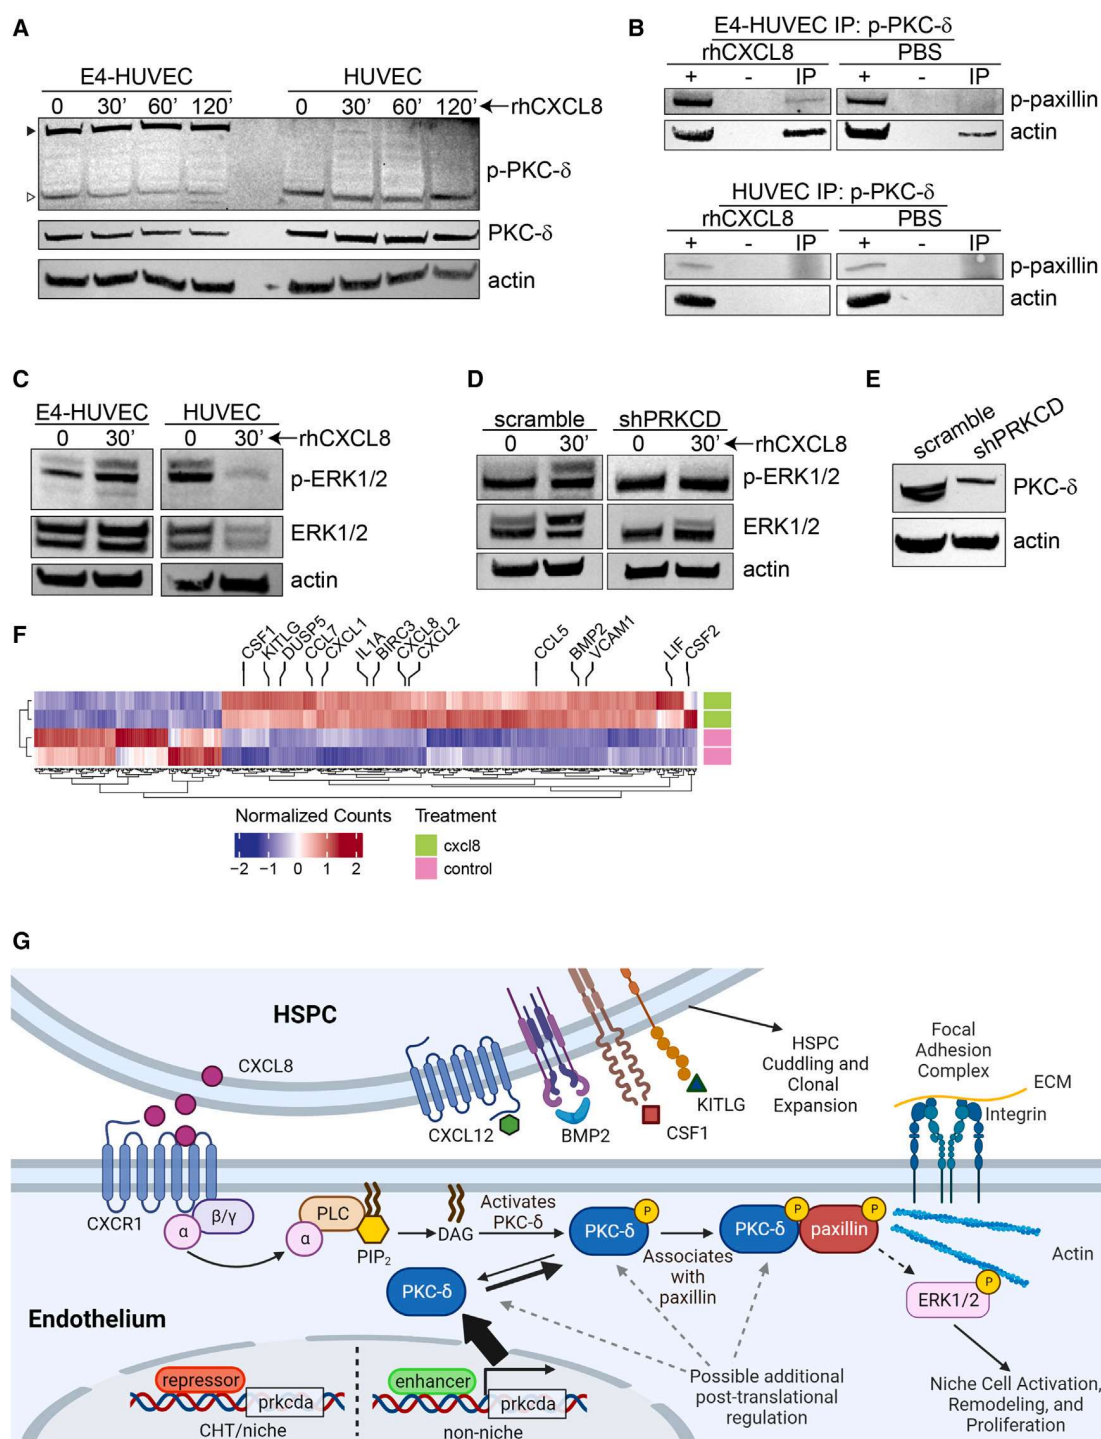 A
E4-HUVEC HUVEC
0 30' 60' 120' 0 30' 60' 120' ←rhCXCL8
p-PKC-δ
PKC-δ
actin
B
E4-HUVEC IP: p-PKC-δ
rhCXCL8 PBS
+ - IP + - IP
p-paxillin
actin
HUVEC IP: p-PKC-δ
rhCXCL8 PBS
+ - IP + - IP
p-paxillin
actin
C
E4-HUVEC HUVEC
0 30' 0 30' ←rhCXCL8
p-ERK1/2
ERK1/2
actin
D
scramble shPRKCD
0 30' 0 30' ←rhCXCL8
p-ERK1/2
ERK1/2
actin
E
scramble shPRKCD
PKC-δ
actin
F
CSF1 KITLG DUSP5 CCL7 CXCL1 IL1A BIRC3 CXCL8 CXCL2 CCL5 BMP2 VCAM1 LIF CSF2
Normalized Counts
−2 −1 0 1 2
Treatment
cxcl8
control
G
HSPC
CXCL8
CXCR1
α
β/γ
α
PLC
PIP₂
DAG
Activates
PKC-δ
CXCL12
BMP2
CSF1
KITLG
HSPC
Cuddling and
Clonal
Expansion
Focal
Adhesion
Complex
ECM
Integrin
PKC-δ
P
Associates
with
paxillin
PKC-δ
P
paxillin
P
Actin
ERK1/2
P
PKC-δ
Endothelium
repressor
prkcda
CHT/niche
enhancer
prkcda
non-niche
Possible additional
post-translational
regulation
Niche Cell Activation,
Remodeling, and
Proliferation